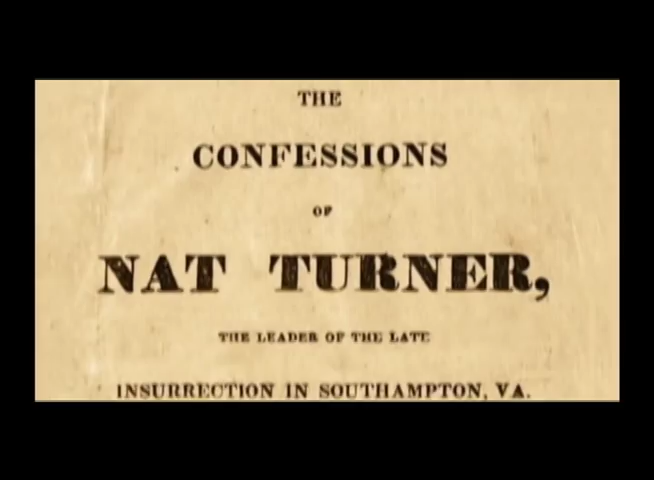 THE
CONFESSIONS
OF
NAT TURNER,
THE LEADER OF THE LATE
INSURRECTION IN SOUTHAMPTON, VA.